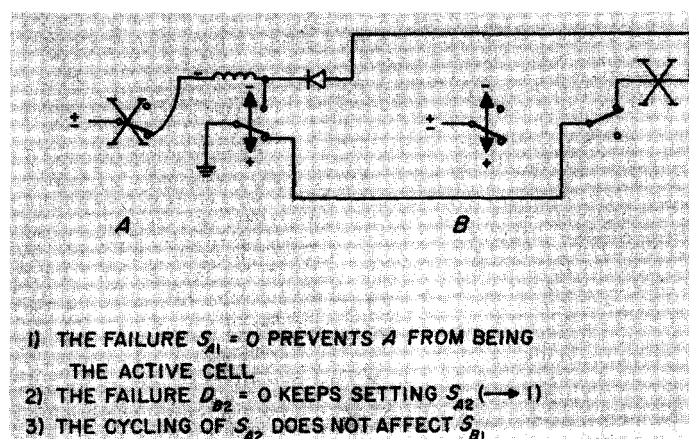 A
B
1) THE FAILURE S_A1 = 0 PREVENTS A FROM BEING
THE ACTIVE CELL
2) THE FAILURE D_B2 = 0 KEEPS SETTING S_A2 (→ 1)
3) THE CYCLING OF S_A2 DOES NOT AFFECT S_B1